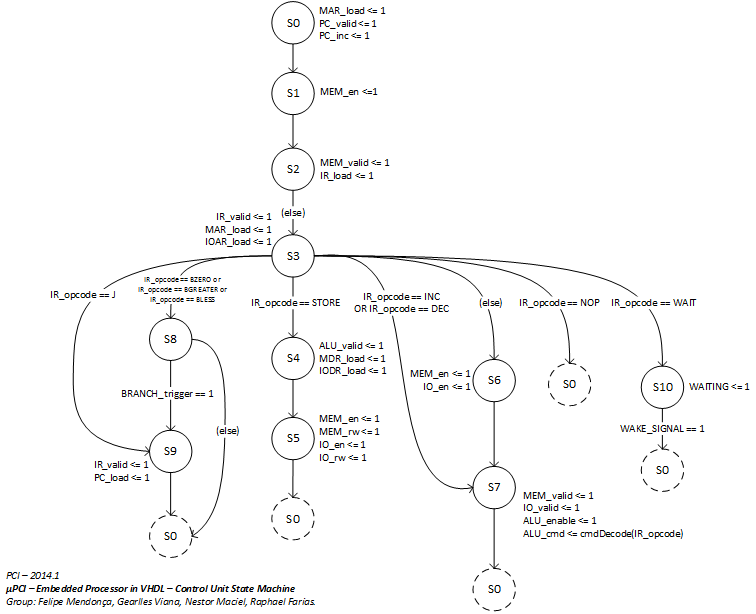 S0
MAR_load <= 1
PC_valid <= 1
PC_inc <= 1
S1
MEM_en <=1
S2
MEM_valid <= 1
IR_load <= 1
(else)
IR_valid <= 1
MAR_load <= 1
IOAR_load <= 1
S3
IR_opcode == J
IR_opcode == BZERO or
IR_opcode == BGREATER or
IR_opcode == BLESS
IR_opcode == STORE
IR_opcode == INC
OR IR_opcode == DEC
(else)
IR_opcode == NOP
IR_opcode == WAIT
S8
BRANCH_trigger == 1
(else)
S9
IR_valid <= 1
PC_load <= 1
S0
S4
ALU_valid <= 1
MDR_load <= 1
IODR_load <= 1
S5
MEM_en <= 1
MEM_rw <= 1
IO_en <= 1
IO_rw <= 1
S0
MEM_en <= 1
IO_en <= 1
S6
S7
MEM_valid <= 1
IO_valid <= 1
ALU_enable <= 1
ALU_cmd <= cmdDecode(IR_opcode)
S0
S0
S10
WAITING <= 1
WAKE_SIGNAL == 1
S0
PCI – 2014.1
µPCI – Embedded Processor in VHDL – Control Unit State Machine
Group: Felipe Mendonça, Gearlles Viana, Nestor Maciel, Raphael Farias.